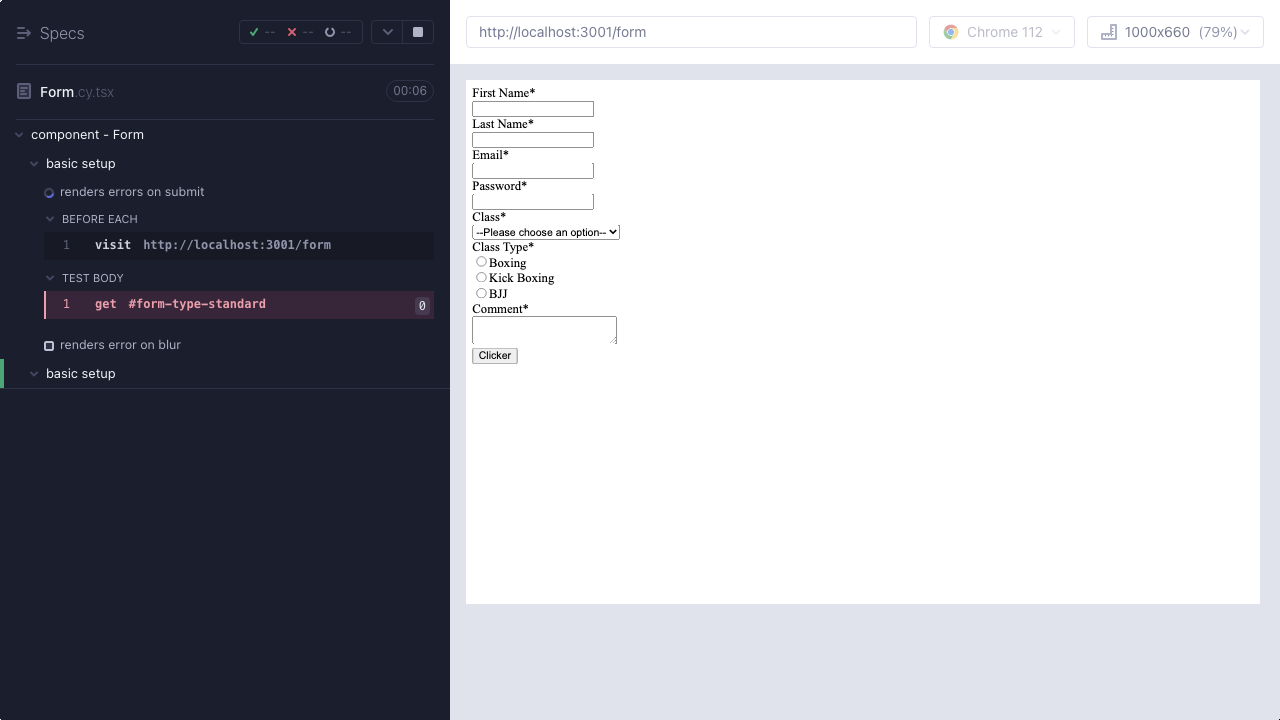 Specs
-- -- --
Form.cy.tsx
00:06
component - Form
basic setup
renders errors on submit
BEFORE EACH
1 visit http://localhost:3001/form
TEST BODY
1 get #form-type-standard 0
renders error on blur
basic setup
http://localhost:3001/form
Chrome 112
1000x660 (79%)
First Name*
Last Name*
Email*
Password*
Class*
--Please choose an option--
Class Type*
Boxing
Kick Boxing
BJJ
Comment*
Clicker